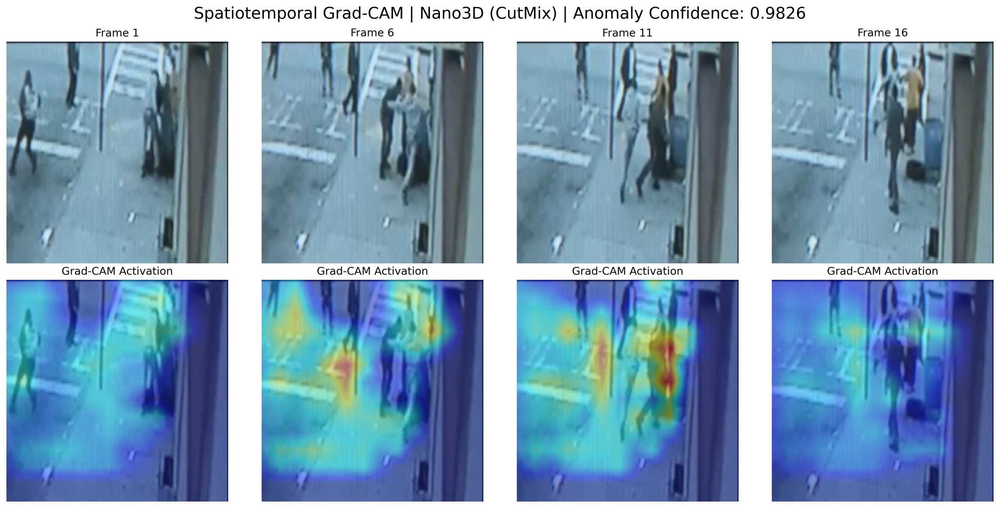 Spatiotemporal Grad-CAM | Nano3D (CutMix) | Anomaly Confidence: 0.9826
Frame 1
Frame 6
Frame 11
Frame 16
Grad-CAM Activation
Grad-CAM Activation
Grad-CAM Activation
Grad-CAM Activation